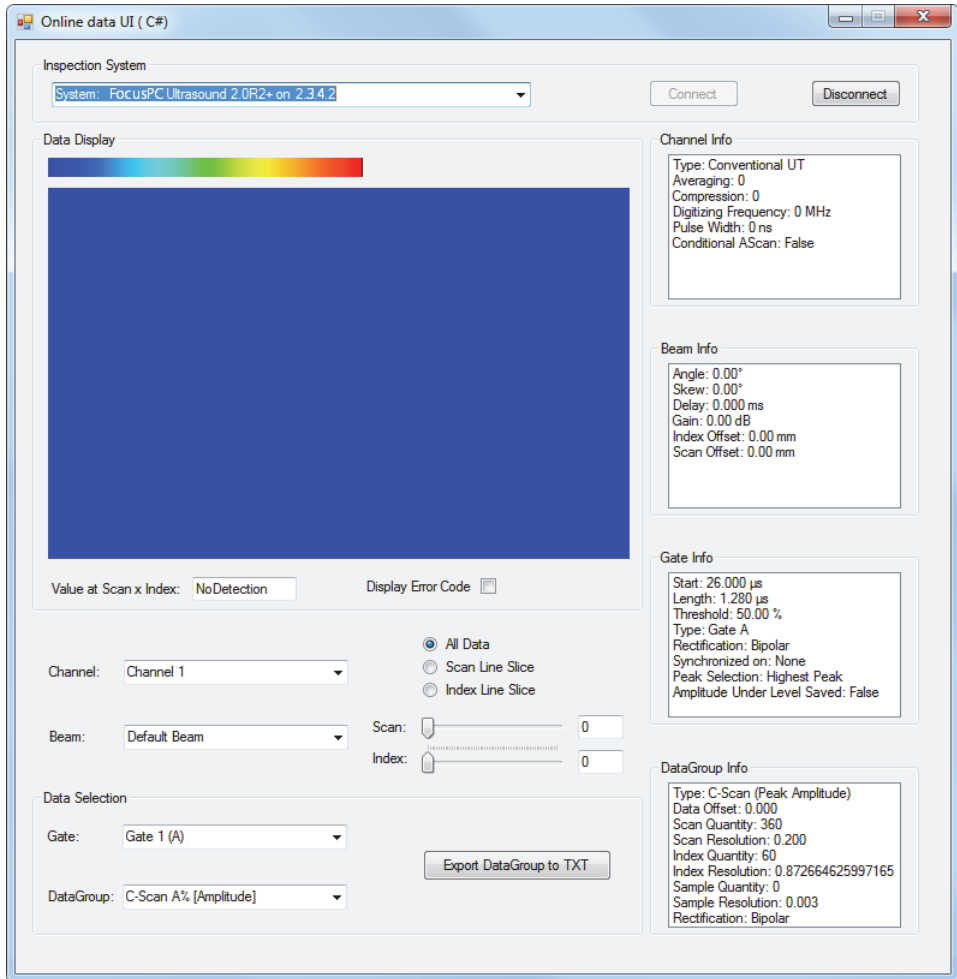 Online data UI ( C#)
Inspection System
System: FocusPC Ultrasound 2.0R2+ on 2.3.4.2
Connect
Disconnect
Data Display
Value at Scan x Index: NoDetection
Display Error Code
Channel: Channel 1
Beam: Default Beam
All Data
Scan Line Slice
Index Line Slice
Scan: 0
Index: 0
Data Selection
Gate: Gate 1 (A)
DataGroup: C-Scan A% [Amplitude]
Export DataGroup to TXT
Channel Info
Type: Conventional UT
Averaging: 0
Compression: 0
Digitizing Frequency: 0 MHz
Pulse Width: 0 ns
Conditional AScan: False
Beam Info
Angle: 0.00°
Skew: 0.00°
Delay: 0.000 ms
Gain: 0.00 dB
Index Offset: 0.00 mm
Scan Offset: 0.00 mm
Gate Info
Start: 26.000 µs
Length: 1.280 µs
Threshold: 50.00 %
Type: Gate A
Rectification: Bipolar
Synchronized on: None
Peak Selection: Highest Peak
Amplitude Under Level Saved: False
DataGroup Info
Type: C-Scan (Peak Amplitude)
Data Offset: 0.000
Scan Quantity: 360
Scan Resolution: 0.200
Index Quantity: 60
Index Resolution: 0.872664625997165
Sample Quantity: 0
Sample Resolution: 0.003
Rectification: Bipolar